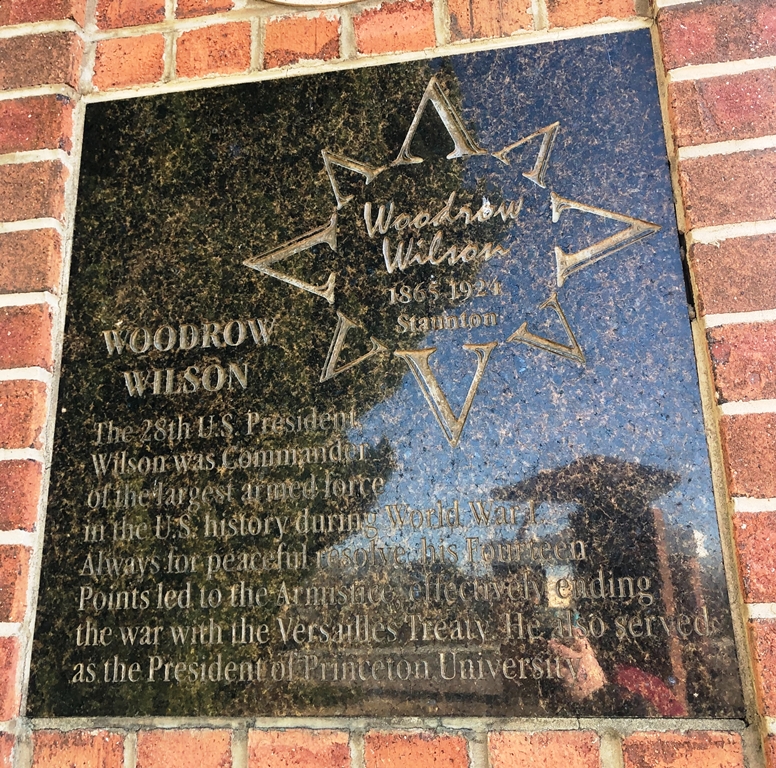 Woodrow
Wilson
1865-1924
Staunton
WOODROW
WILSON
The 28th U.S. President,
Wilson was Commander
of the largest armed force
in the U.S. history during World War I.
Always for peaceful resolve, his Fourteen
Points led to the Armistice, effectively ending
the war with the Versailles Treaty. He also served
as the President of Princeton University.